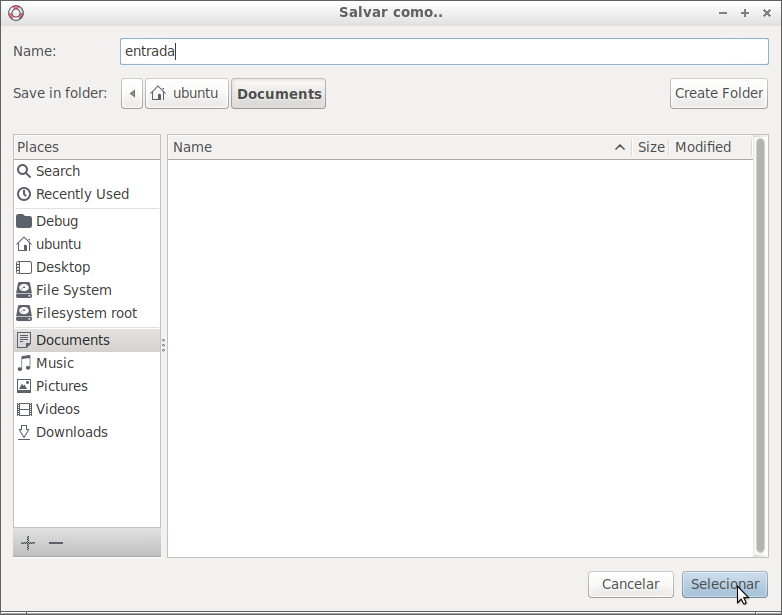 Salvar como..
Name: entrada
Save in folder: ubuntu Documents Create Folder
Places Name Size Modified
Search
Recently Used
Debug
ubuntu
Desktop
File System
Filesystem root
Documents
Music
Pictures
Videos
Downloads
Cancelar Selecionar